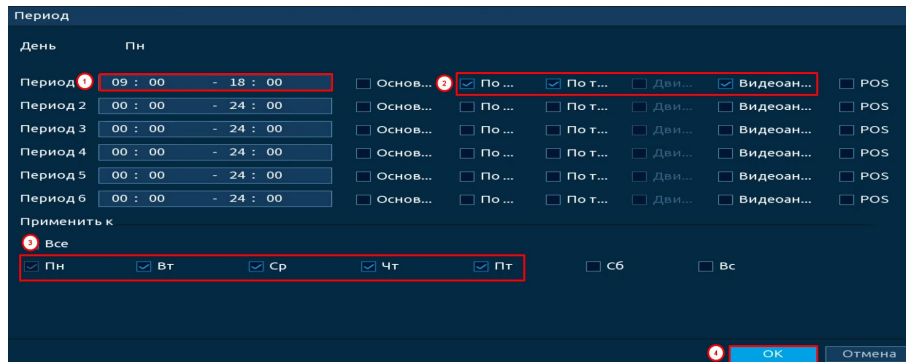 Период
День Пн
Период 1 09 : 00 - 18 : 00 Основ... 2 По ... По т... Дви... Видеоан... POS
Период 2 00 : 00 - 24 : 00 Основ... По ... По т... Дви... Видеоан... POS
Период 3 00 : 00 - 24 : 00 Основ... По ... По т... Дви... Видеоан... POS
Период 4 00 : 00 - 24 : 00 Основ... По ... По т... Дви... Видеоан... POS
Период 5 00 : 00 - 24 : 00 Основ... По ... По т... Дви... Видеоан... POS
Период 6 00 : 00 - 24 : 00 Основ... По ... По т... Дви... Видеоан... POS
Применить к
3 Все
Пн Вт Ср Чт Пт Сб Вс
4 OK Отмена